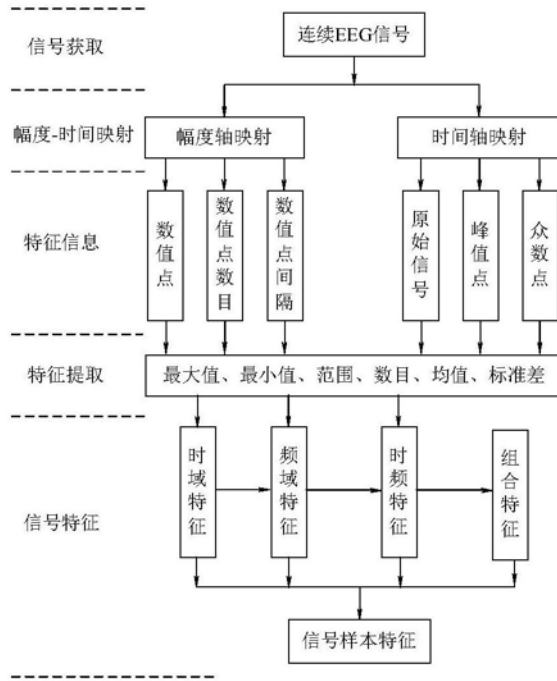 信号获取
连续EEG信号
幅度-时间映射
幅度轴映射
时间轴映射
特征信息
数值点
数值点数目
数值点间隔
原始信号
峰值点
众数点
特征提取
最大值、最小值、范围、数目、均值、标准差
信号特征
时域特征
频域特征
时频特征
组合特征
信号样本特征